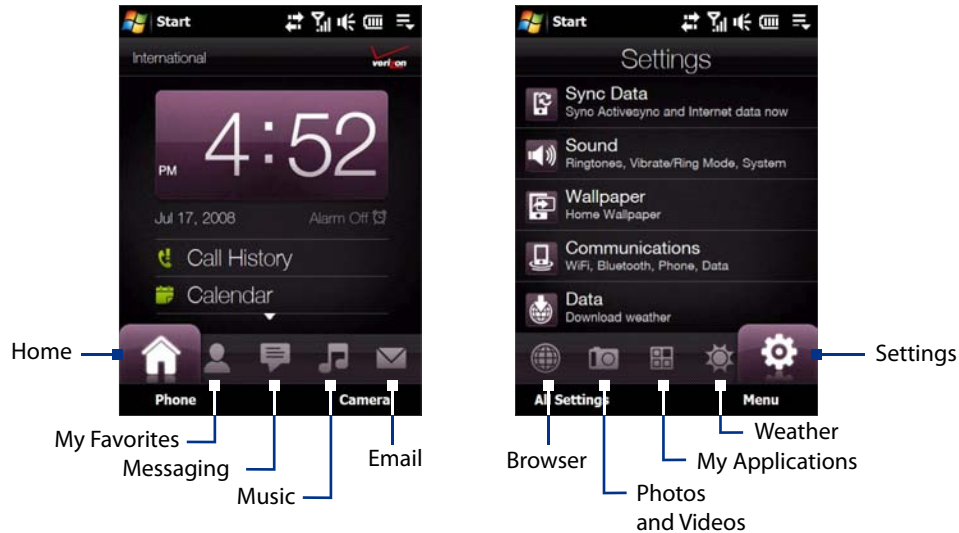 Start
International
verizon
4:52
PM
Jul 17, 2008 Alarm Off
Call History
Calendar
Phone Camera
Home
My Favorites
Messaging
Music
Email
Start
Settings
Sync Data
Sync Activesync and Internet data now
Sound
Ringtones, Vibrate/Ring Mode, System
Wallpaper
Home Wallpaper
Communications
WiFi, Bluetooth, Phone, Data
Data
Download weather
All Settings Menu
Settings
Browser
Photos
and Videos
My Applications
Weather